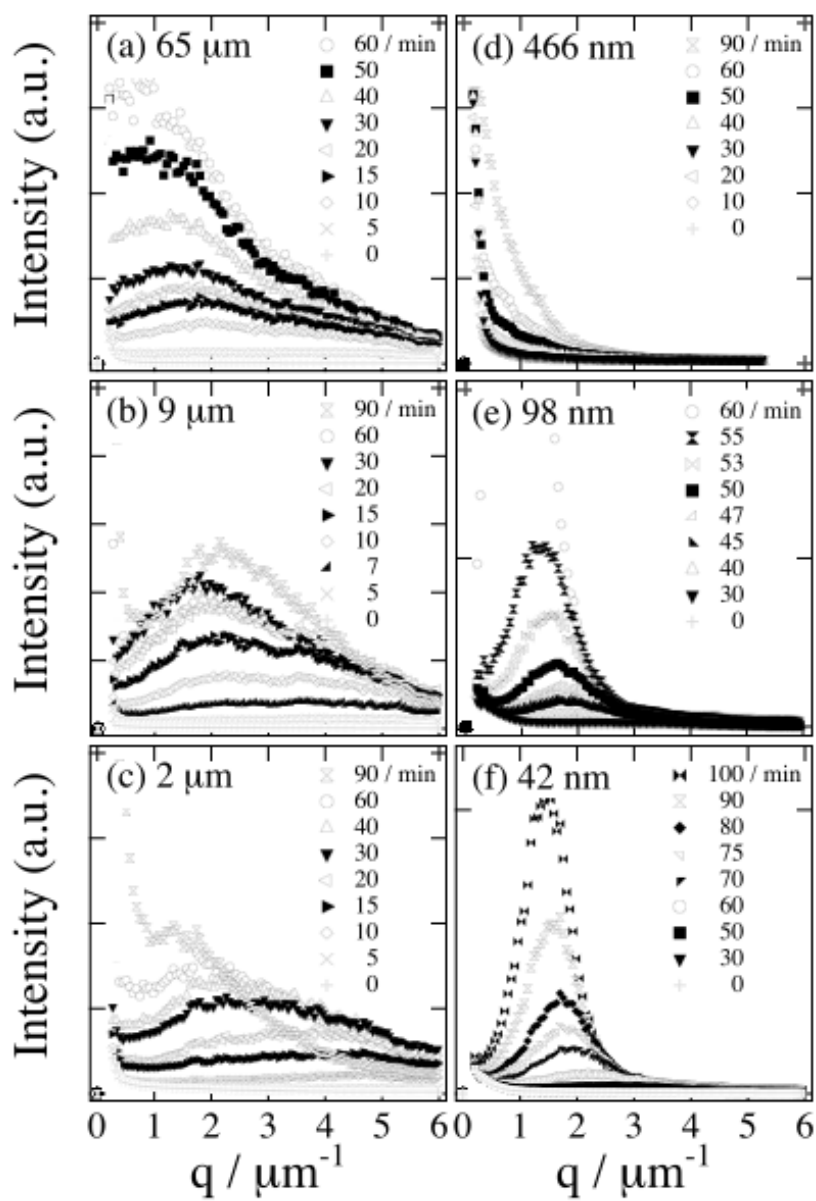 Intensity (a.u.)
(a) 65 μm
60 / min
50
40
30
20
15
10
5
0
(d) 466 nm
90 / min
60
50
40
30
20
10
0
Intensity (a.u.)
(b) 9 μm
90 / min
60
30
20
15
10
7
5
0
(e) 98 nm
60 / min
55
53
50
47
45
40
30
0
Intensity (a.u.)
(c) 2 μm
90 / min
60
40
30
20
15
10
5
0
(f) 42 nm
100 / min
90
80
75
70
60
50
30
0
0 1 2 3 4 5 6
0 1 2 3 4 5 6
q / μm⁻¹
q / μm⁻¹